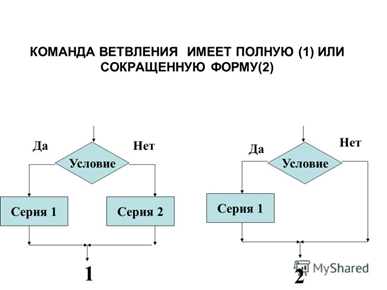 КОМАНДА ВЕТВЛЕНИЯ ИМЕЕТ ПОЛНУЮ (1) ИЛИ
СОКРАЩЕННУЮ ФОРМУ(2)
Да
Нет
Условие
Серия 1
Серия 2
1
Да
Нет
Условие
Серия 1
2
MyShared